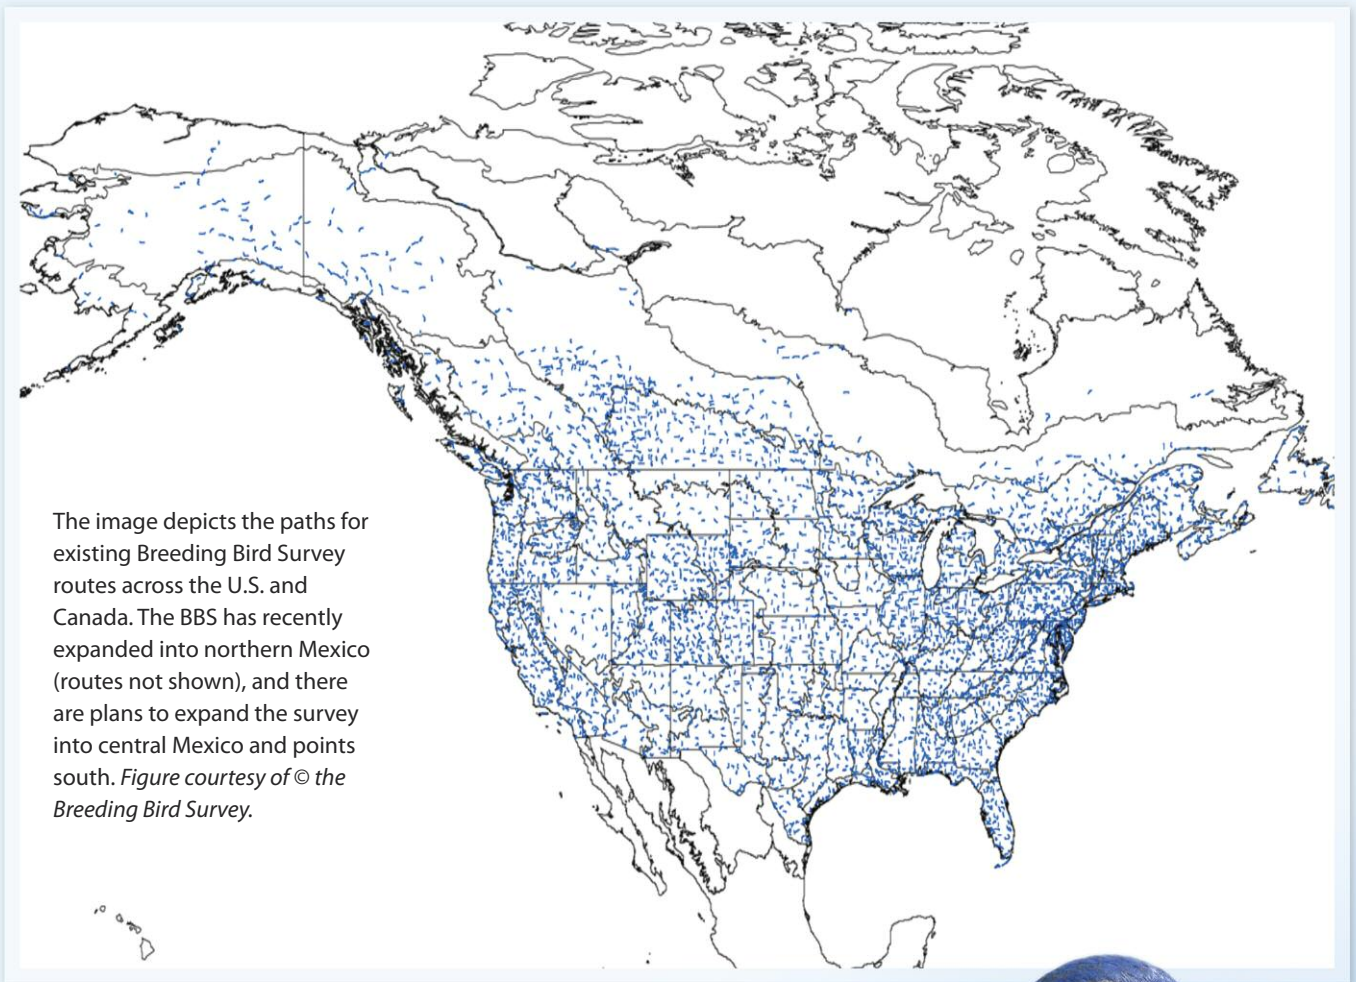 The image depicts the paths for
existing Breeding Bird Survey
routes across the U.S. and
Canada. The BBS has recently
expanded into northern Mexico
(routes not shown), and there
are plans to expand the survey
into central Mexico and points
south. Figure courtesy of © the
Breeding Bird Survey.